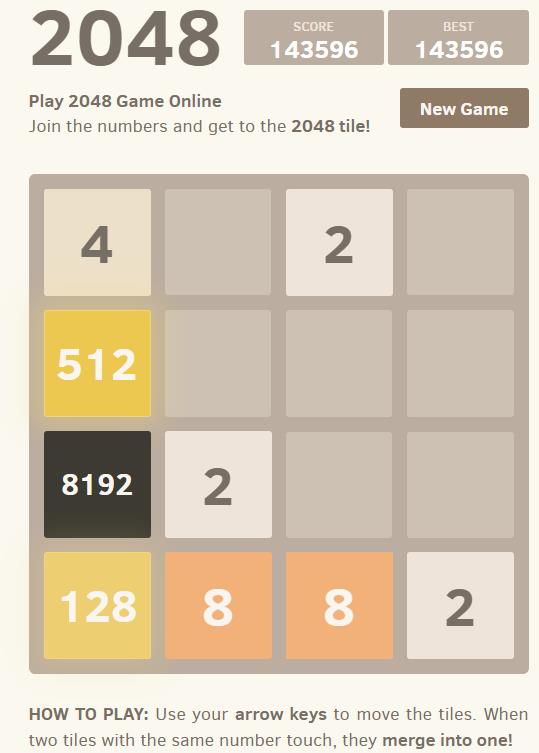 2048
SCORE
143596
BEST
143596
Play 2048 Game Online
Join the numbers and get to the 2048 tile!
New Game
4
2
512
8192
2
128
8
8
2
HOW TO PLAY: Use your arrow keys to move the tiles. When
two tiles with the same number touch, they merge into one!